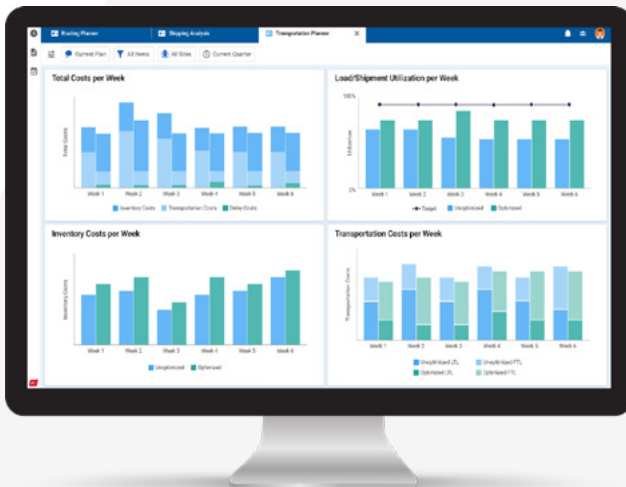 Routing Planner
Shipping Analysis
Transportation Planner
Current Plan
All Items
All Sites
Current Quarter
Total Costs per Week
Total Costs
Week 1 Week 2 Week 3 Week 4 Week 5 Week 6
Inventory Costs Transportation Costs Delay Costs
Load/Shipment Utilization per Week
100%
Utilization
0%
Week 1 Week 2 Week 3 Week 4 Week 5 Week 6
Target Unoptimized Optimized
Inventory Costs per Week
Inventory Costs
Week 1 Week 2 Week 3 Week 4 Week 5 Week 6
Unoptimized Optimized
Transportation Costs per Week
Transportation Costs
Week 1 Week 2 Week 3 Week 4 Week 5 Week 6
Unoptimized LTL Unoptimized FTL
Optimized LTL Optimized FTL